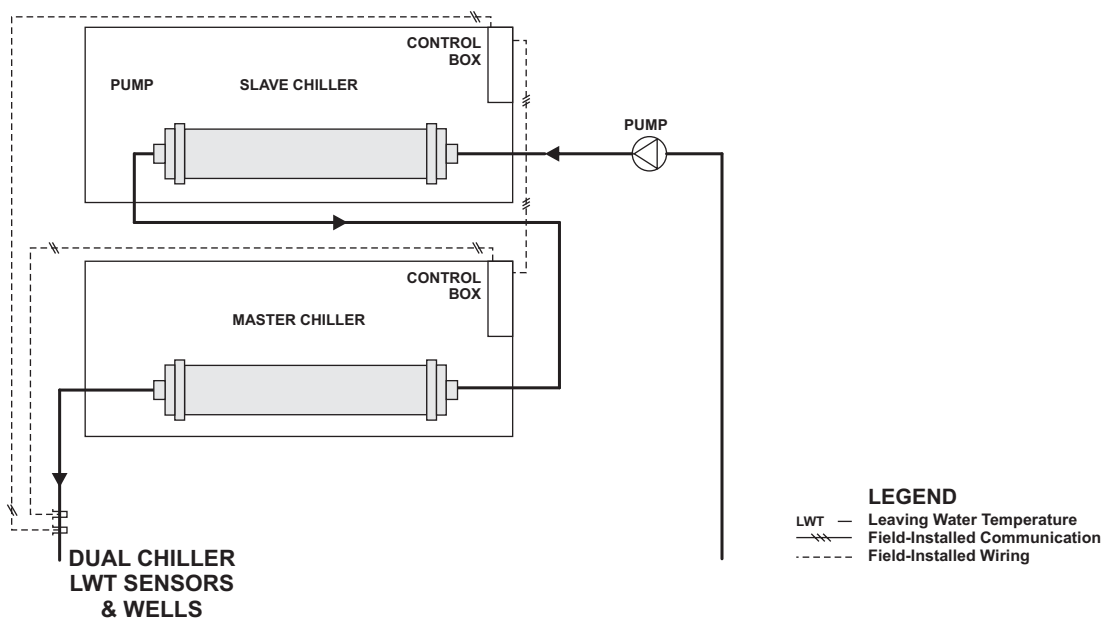 CONTROL
BOX
PUMP
SLAVE CHILLER
PUMP
CONTROL
BOX
MASTER CHILLER
DUAL CHILLER
LWT SENSORS
& WELLS
LEGEND
LWT — Leaving Water Temperature
Field-Installed Communication
Field-Installed Wiring